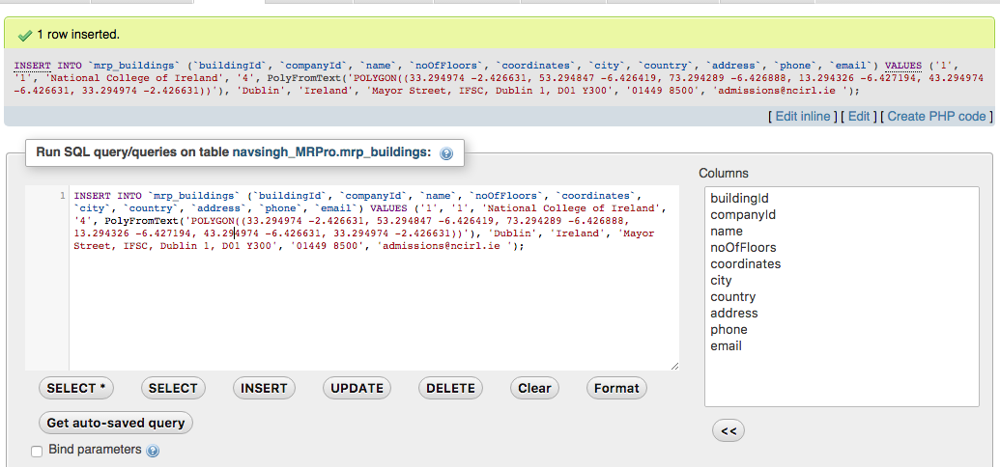 1 row inserted.
INSERT INTO `mrp_buildings` (`buildingId`, `companyId`, `name`, `noOfFloors`, `coordinates`, `city`, `country`, `address`, `phone`, `email`) VALUES ('1',
'1', 'National College of Ireland', '4', PolyFromText('POLYGON((33.294974 -2.426631, 53.294847 -6.426419, 73.294289 -6.426888, 13.294326 -6.427194, 43.294974
-6.426631, 33.294974 -2.426631))'), 'Dublin', 'Ireland', 'Mayor Street, IFSC, Dublin 1, D01 Y300', '01449 8500', 'admissions@ncirl.ie ');
[ Edit inline ] [ Edit ] [ Create PHP code ]
Run SQL query/queries on table navsingh_MRPro.mrp_buildings:
1 INSERT INTO `mrp_buildings` (`buildingId`, `companyId`, `name`, `noOfFloors`, `coordinates`,
`city`, `country`, `address`, `phone`, `email`) VALUES ('1', '1', 'National College of Ireland',
'4', PolyFromText('POLYGON((33.294974 -2.426631, 53.294847 -6.426419, 73.294289 -6.426888,
13.294326 -6.427194, 43.294974 -6.426631, 33.294974 -2.426631))'), 'Dublin', 'Ireland', 'Mayor
Street, IFSC, Dublin 1, D01 Y300', '01449 8500', 'admissions@ncirl.ie ');
SELECT * SELECT INSERT UPDATE DELETE Clear Format
Get auto-saved query
Bind parameters
Columns
buildingId
companyId
name
noOfFloors
coordinates
city
country
address
phone
email
<<